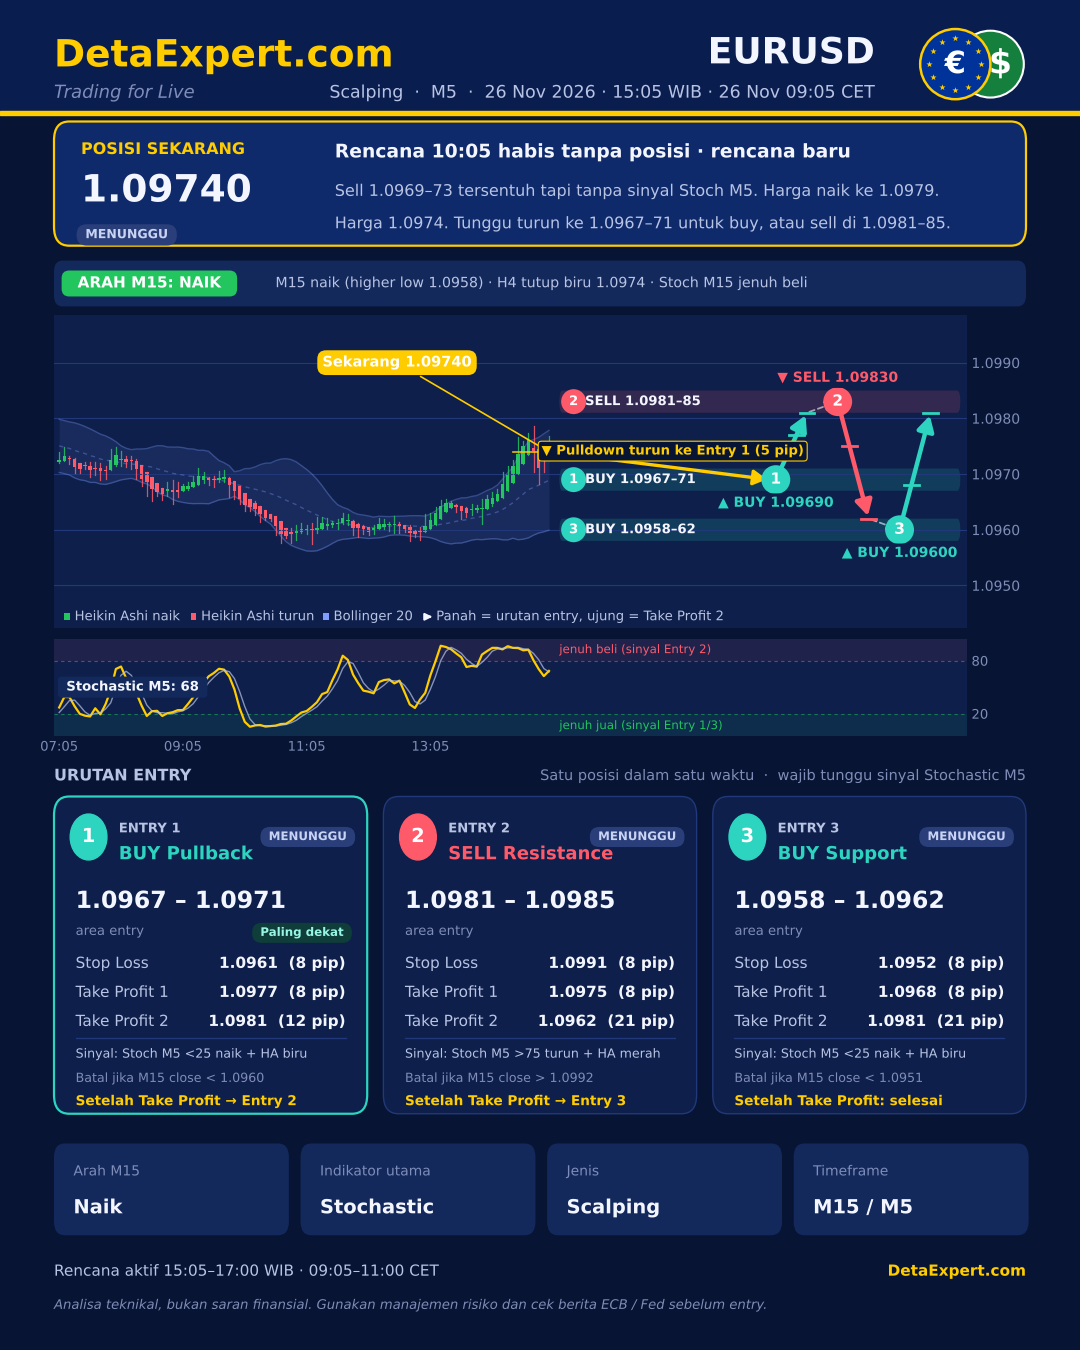 DetaExpert.com
EURUSD
Trading for Live
Scalping · M5 · 26 Nov 2026 · 15:05 WIB · 26 Nov 09:05 CET
€ $
POSISI SEKARANG
1.09740
MENUNGGU
Rencana 10:05 habis tanpa posisi · rencana baru
Sell 1.0969–73 tersentuh tapi tanpa sinyal Stoch M5. Harga naik ke 1.0979.
Harga 1.0974. Tunggu turun ke 1.0967–71 untuk buy, atau sell di 1.0981–85.
ARAH M15: NAIK
M15 naik (higher low 1.0958) · H4 tutup biru 1.0974 · Stoch M15 jenuh beli
Sekarang 1.09740
1.0990
▼ SELL 1.09830
2 SELL 1.0981–85
2
1.0980
▼ Pulldown turun ke Entry 1 (5 pip)
1.0970
1 BUY 1.0967–71
1
▲ BUY 1.09690
3 BUY 1.0958–62
3
1.0960
▲ BUY 1.09600
1.0950
Heikin Ashi naik
Heikin Ashi turun
Bollinger 20
Panah = urutan entry, ujung = Take Profit 2
jenuh beli (sinyal Entry 2)
80
Stochastic M5: 68
20
jenuh jual (sinyal Entry 1/3)
07:05
09:05
11:05
13:05
URUTAN ENTRY
Satu posisi dalam satu waktu · wajib tunggu sinyal Stochastic M5
1
ENTRY 1
MENUNGGU
BUY Pullback
1.0967 – 1.0971
area entry
Paling dekat
Stop Loss 1.0961 (8 pip)
Take Profit 1 1.0977 (8 pip)
Take Profit 2 1.0981 (12 pip)
Sinyal: Stoch M5 <25 naik + HA biru
Batal jika M15 close < 1.0960
Setelah Take Profit → Entry 2
2
ENTRY 2
MENUNGGU
SELL Resistance
1.0981 – 1.0985
area entry
Stop Loss 1.0991 (8 pip)
Take Profit 1 1.0975 (8 pip)
Take Profit 2 1.0962 (21 pip)
Sinyal: Stoch M5 >75 turun + HA merah
Batal jika M15 close > 1.0992
Setelah Take Profit → Entry 3
3
ENTRY 3
MENUNGGU
BUY Support
1.0958 – 1.0962
area entry
Stop Loss 1.0952 (8 pip)
Take Profit 1 1.0968 (8 pip)
Take Profit 2 1.0981 (21 pip)
Sinyal: Stoch M5 <25 naik + HA biru
Batal jika M15 close < 1.0951
Setelah Take Profit: selesai
Arah M15
Naik
Indikator utama
Stochastic
Jenis
Scalping
Timeframe
M15 / M5
Rencana aktif 15:05–17:00 WIB · 09:05–11:00 CET
DetaExpert.com
Analisa teknikal, bukan saran finansial. Gunakan manajemen risiko dan cek berita ECB / Fed sebelum entry.